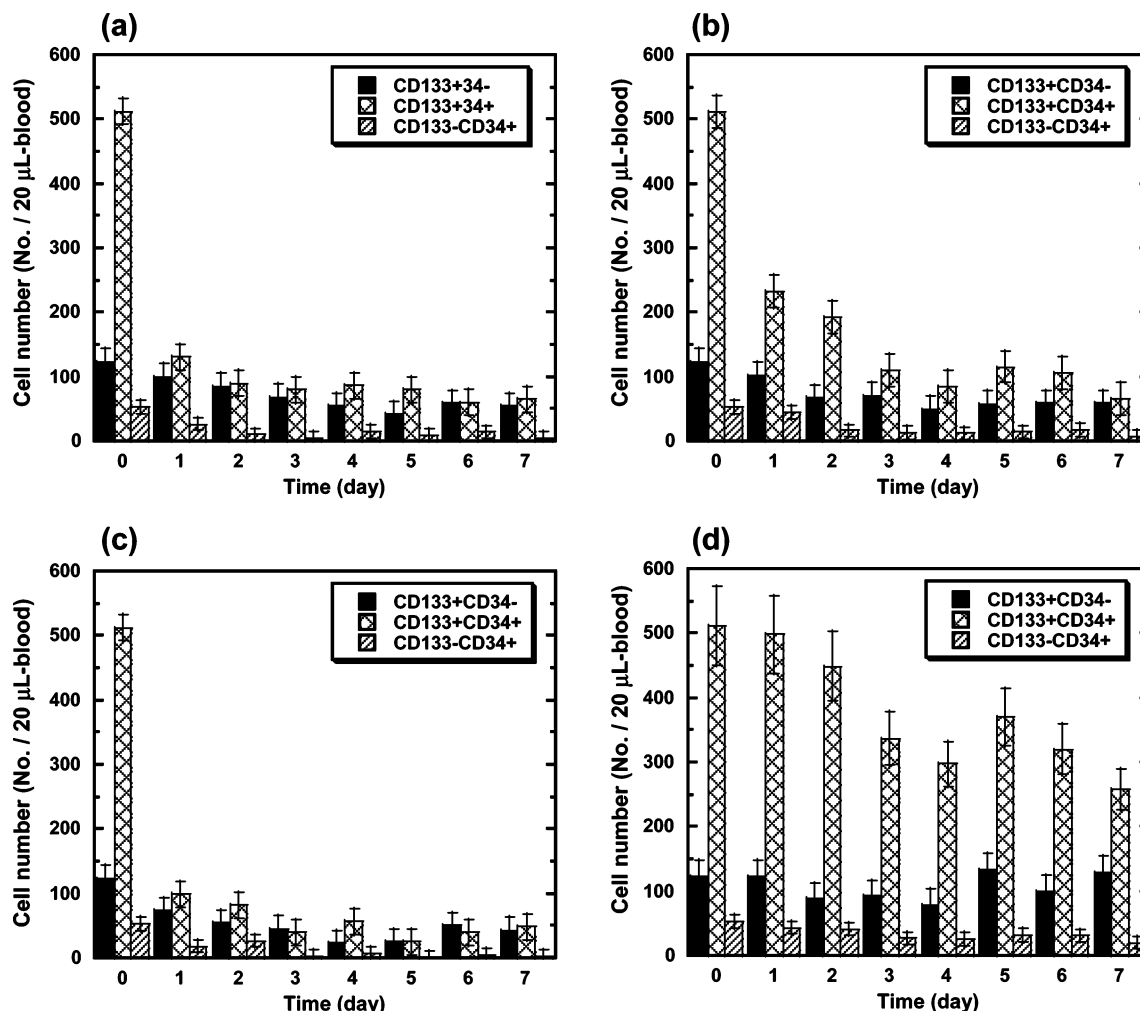 (a)
600
500
400
300
200
100
0
Cell number (No. / 20 μL-blood)
CD133+34-
CD133+34+
CD133-CD34+
0 1 2 3 4 5 6 7
Time (day)
(b)
600
500
400
300
200
100
0
Cell number (No. / 20 μL-blood)
CD133+CD34-
CD133+CD34+
CD133-CD34+
0 1 2 3 4 5 6 7
Time (day)
(c)
600
500
400
300
200
100
0
Cell number (No. / 20 μL-blood)
CD133+CD34-
CD133+CD34+
CD133-CD34+
0 1 2 3 4 5 6 7
Time (day)
(d)
600
500
400
300
200
100
0
Cell number (No. / 20 μL-blood)
CD133+CD34-
CD133+CD34+
CD133-CD34+
0 1 2 3 4 5 6 7
Time (day)